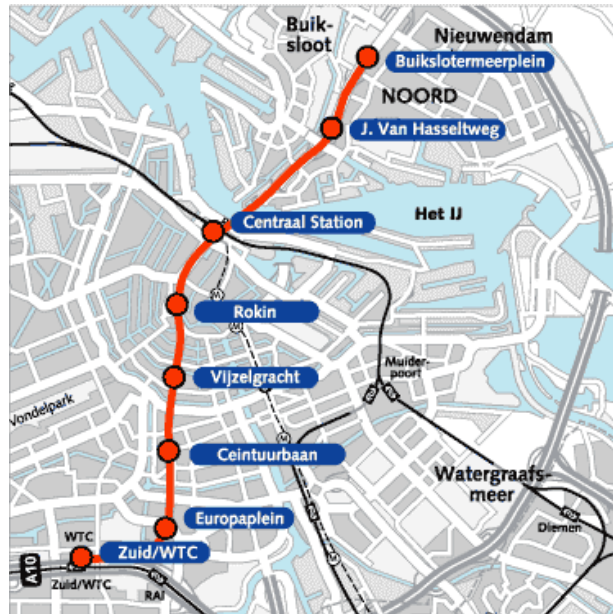 Buik-
sloot
Nieuwendam
Buikslotermeerplein
NOORD
J. Van Hasseltweg
Het IJ
Centraal Station
Rokin
Muider-
poort
Vijzelgracht
Vondelpark
Ceintuurbaan
Watergraafs-
meer
Europaplein
Diemen
WTC
Zuid/WTC
A10
Zuid/WTC
RAI
M
M
M
M
M
M